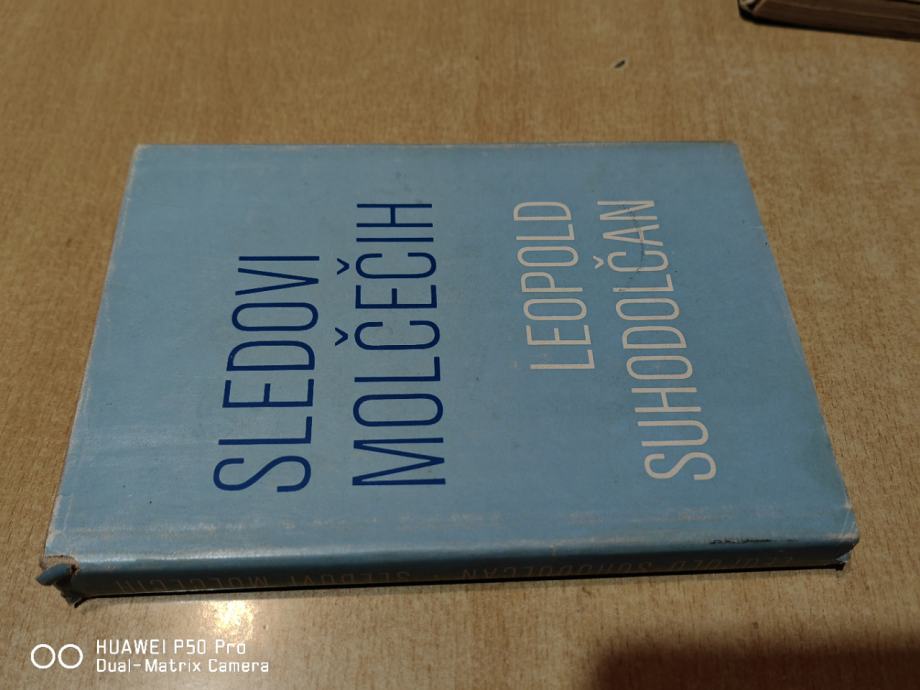 SLEDOVI
MOLČEČIH
LEOPOLD
SUHODOLČAN
LEOPOLD SUHODOLČAN SLEDOVI MOLČEČIH
HUAWEI P50 Pro
Dual-Matrix Camera